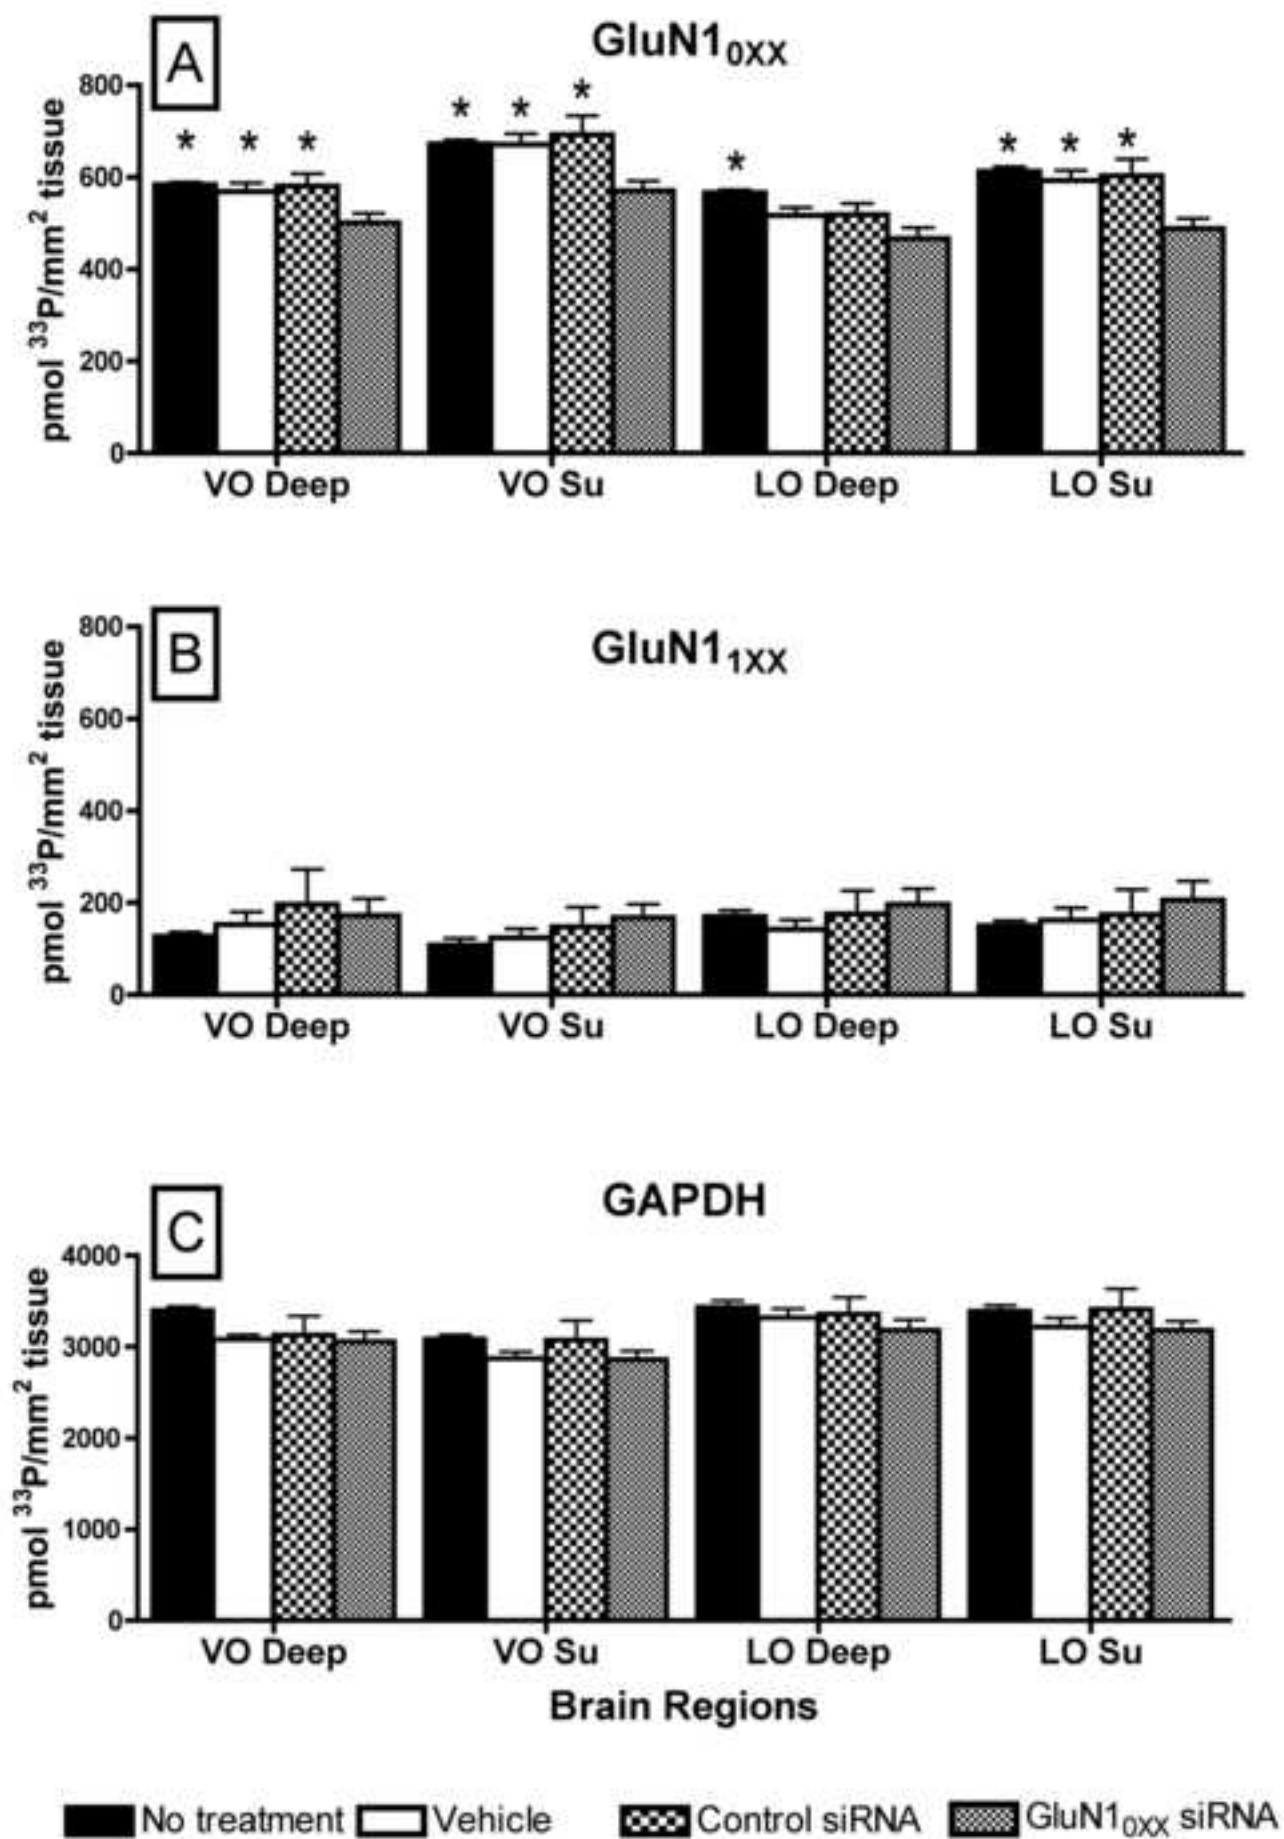 A
GluN1₀XX
pmol ³³P/mm² tissue
800
600
400
200
0
* * * * * * * * * *
VO Deep VO Su LO Deep LO Su
B
GluN1₁XX
pmol ³³P/mm² tissue
800
600
400
200
0
VO Deep VO Su LO Deep LO Su
C
GAPDH
pmol ³³P/mm² tissue
4000
3000
2000
1000
0
VO Deep VO Su LO Deep LO Su
Brain Regions
No treatment Vehicle Control siRNA GluN1₀XX siRNA